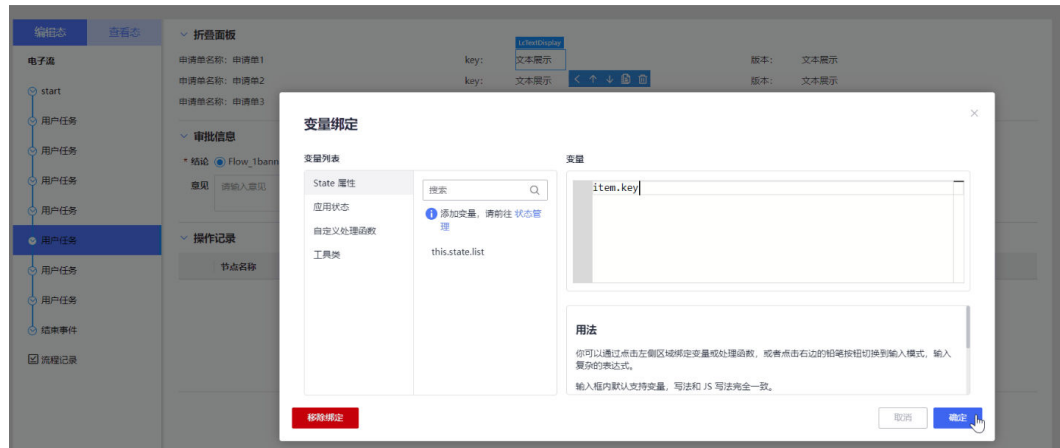 编辑态 查看态
电子流
start
用户任务
用户任务
用户任务
用户任务
用户任务
用户任务
用户任务
结束事件
流程记录
折叠面板
LcTextDisplay
申请单名称: 申请单1 key: 文本展示 版本: 文本展示
申请单名称: 申请单2 key: 文本展示 版本: 文本展示
申请单名称: 申请单3
审批信息
* 结论 Flow_1bann
意见 请输入意见
操作记录
节点名称
变量绑定
变量列表
State 属性
应用状态
自定义处理函数
工具类
搜索
添加变量, 请前往 状态管
理
this.state.list
变量
item.key
用法
你可以通过点击左侧区域绑定变量或处理函数, 或者点击右边的铅笔按钮切换到输入模式, 输入
复杂的表达式。
输入框内默认支持变量, 写法和 JS 写法完全一致。
移除绑定
取消 确定